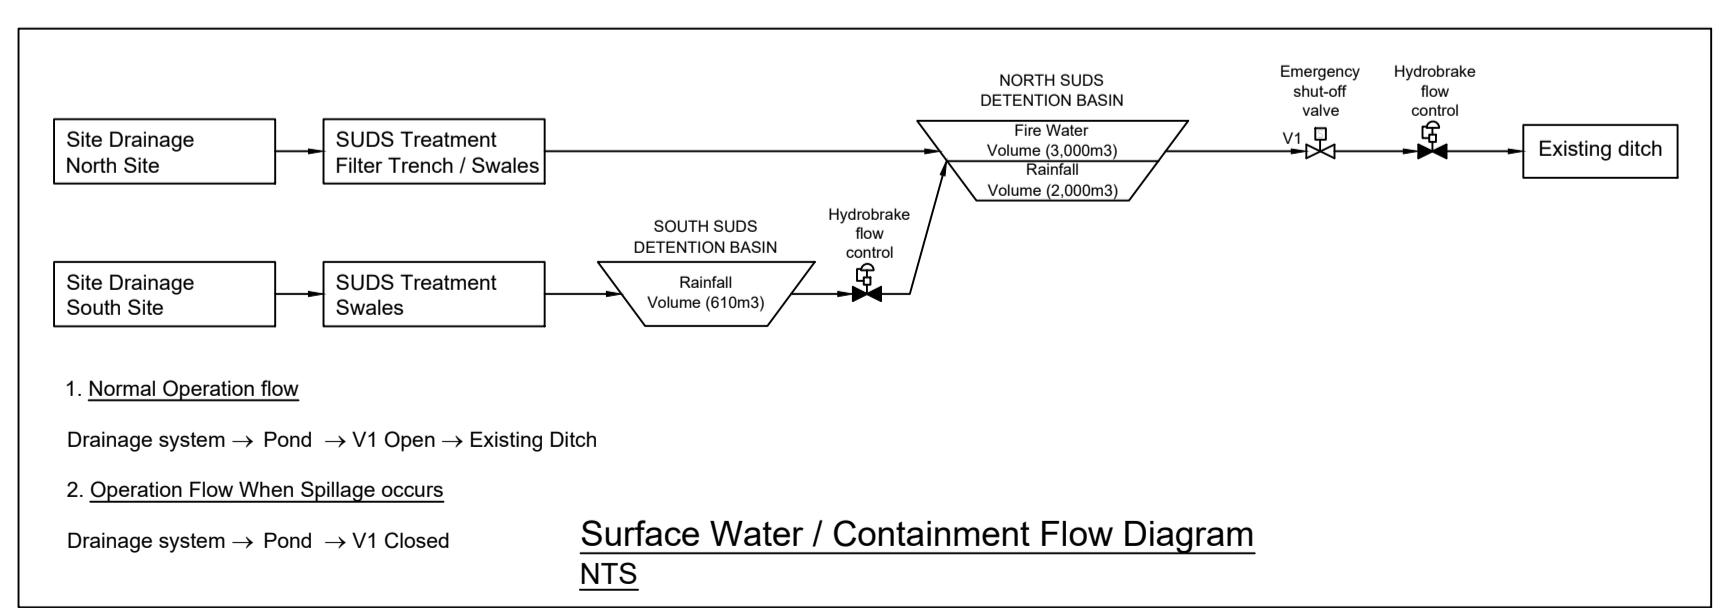 NORTH SUDS
DETENTION BASIN
Emergency
shut-off
valve
Hydrobrake
flow
control
Site Drainage
North Site
SUDS Treatment
Filter Trench / Swales
Fire Water
Volume (3,000m3)
Rainfall
Volume (2,000m3)
V1
Existing ditch
SOUTH SUDS
DETENTION BASIN
Hydrobrake
flow
control
Site Drainage
South Site
SUDS Treatment
Swales
Rainfall
Volume (610m3)
1. Normal Operation flow
Drainage system → Pond → V1 Open → Existing Ditch
2. Operation Flow When Spillage occurs
Drainage system → Pond → V1 Closed
Surface Water / Containment Flow Diagram
NTS